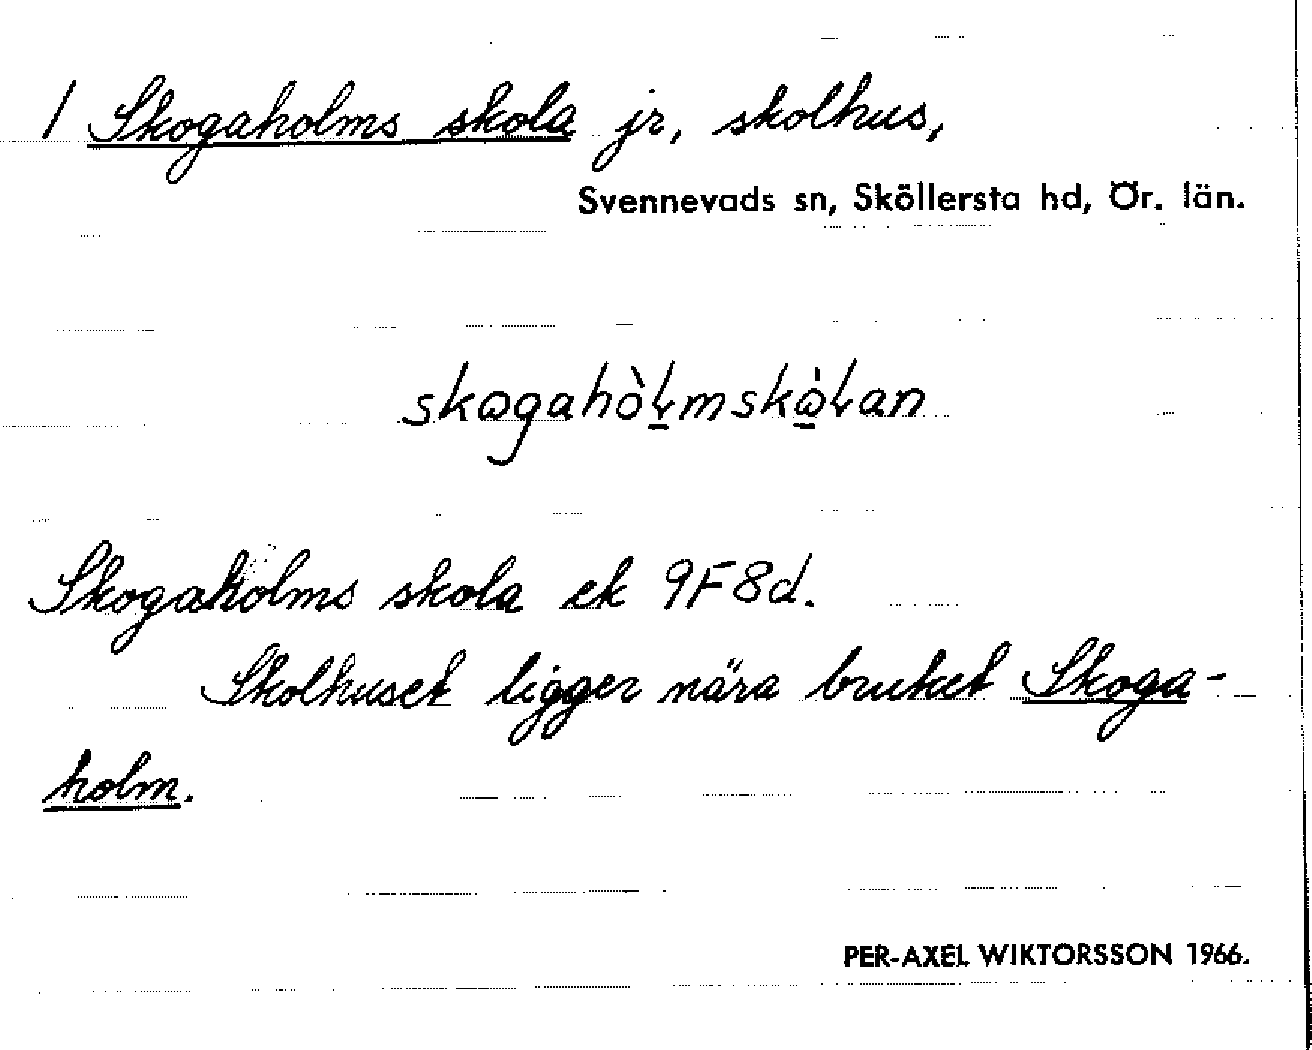 / Skogaholms skola jr, skolhus,
Svennevads sn, Sköllersta hd, Ör. län.
skogahòlmskòlan
Skogaholms skola ek 9F8d.
Skolhuset ligger nära bruket Skoga-
holm.
PER-AXEL WIKTORSSON 1966.